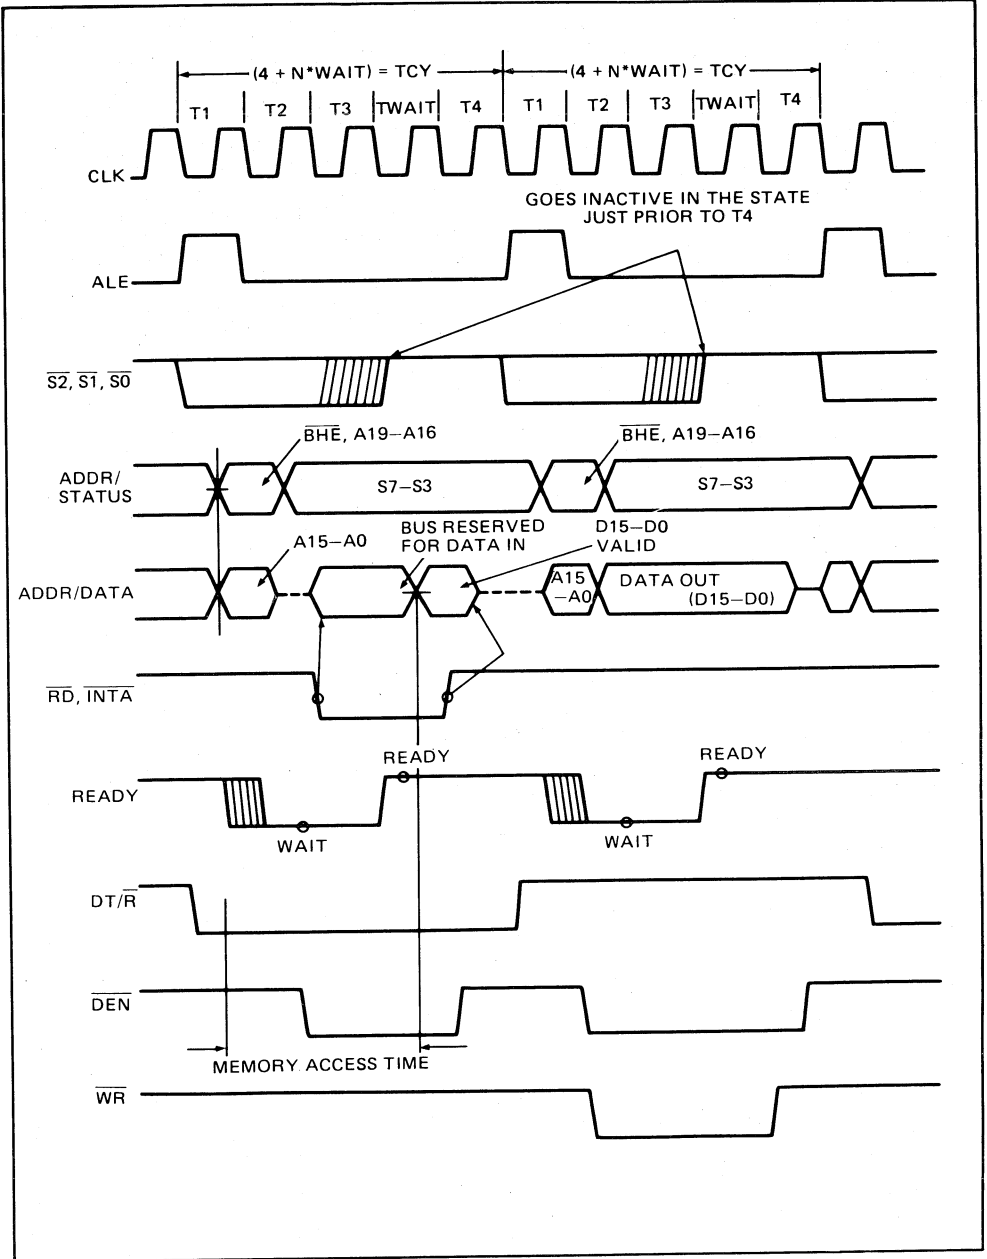 (4 + N*WAIT) = TCY
(4 + N*WAIT) = TCY
T1
T2
T3
TWAIT
T4
T1
T2
T3
TWAIT
T4
CLK
GOES INACTIVE IN THE STATE
JUST PRIOR TO T4
ALE
S2, S1, S0
BHE, A19–A16
BHE, A19–A16
ADDR/
STATUS
S7–S3
S7–S3
A15–A0
BUS RESERVED
FOR DATA IN
D15–D0
VALID
ADDR/DATA
A15
–A0
DATA OUT
(D15–D0)
RD, INTA
READY
READY
READY
WAIT
WAIT
DT/R
DEN
MEMORY ACCESS TIME
WR